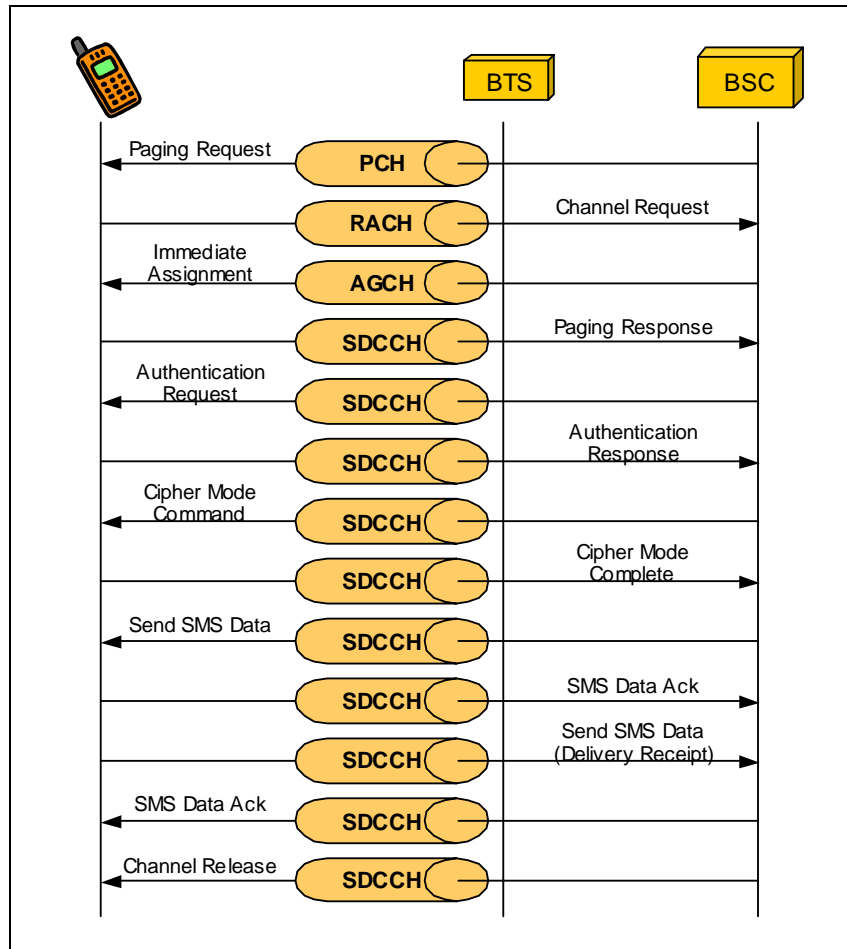 BTS
BSC
Paging Request
PCH
RACH
Channel Request
Immediate
Assignment
AGCH
SDCCH
Paging Response
Authentication
Request
SDCCH
SDCCH
Authentication
Response
Cipher Mode
Command
SDCCH
SDCCH
Cipher Mode
Complete
Send SMS Data
SDCCH
SDCCH
SMS Data Ack
SDCCH
Send SMS Data
(Delivery Receipt)
SMS Data Ack
SDCCH
Channel Release
SDCCH